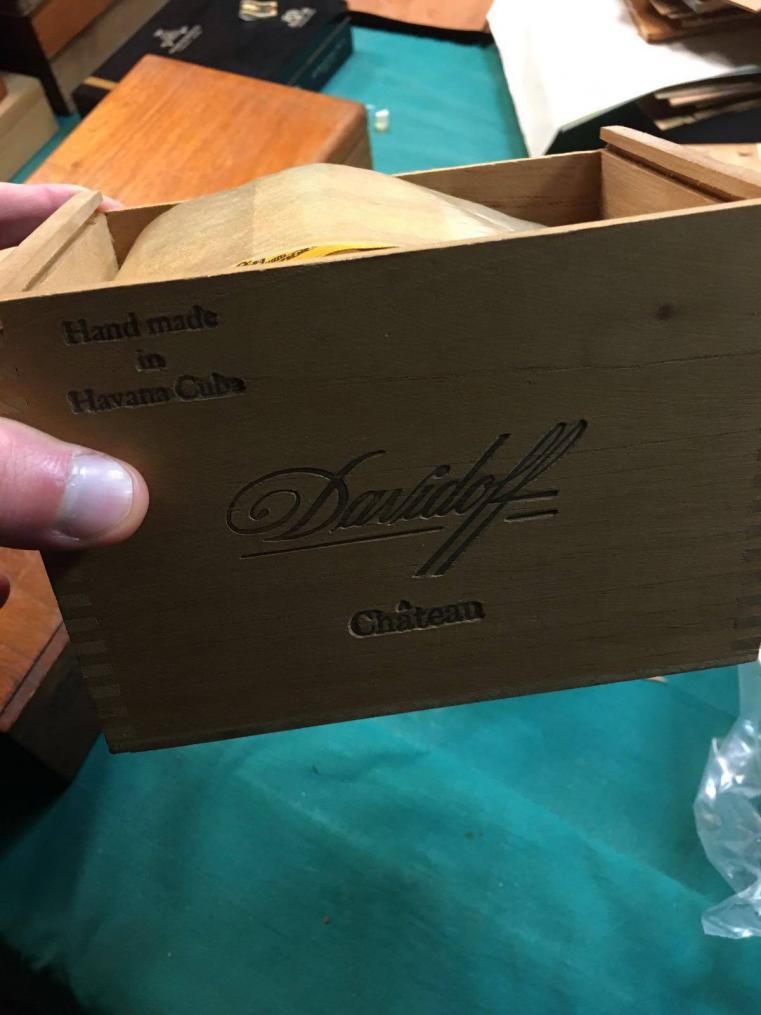 Hand made
in
Havana Cuba
Davidoff
Château